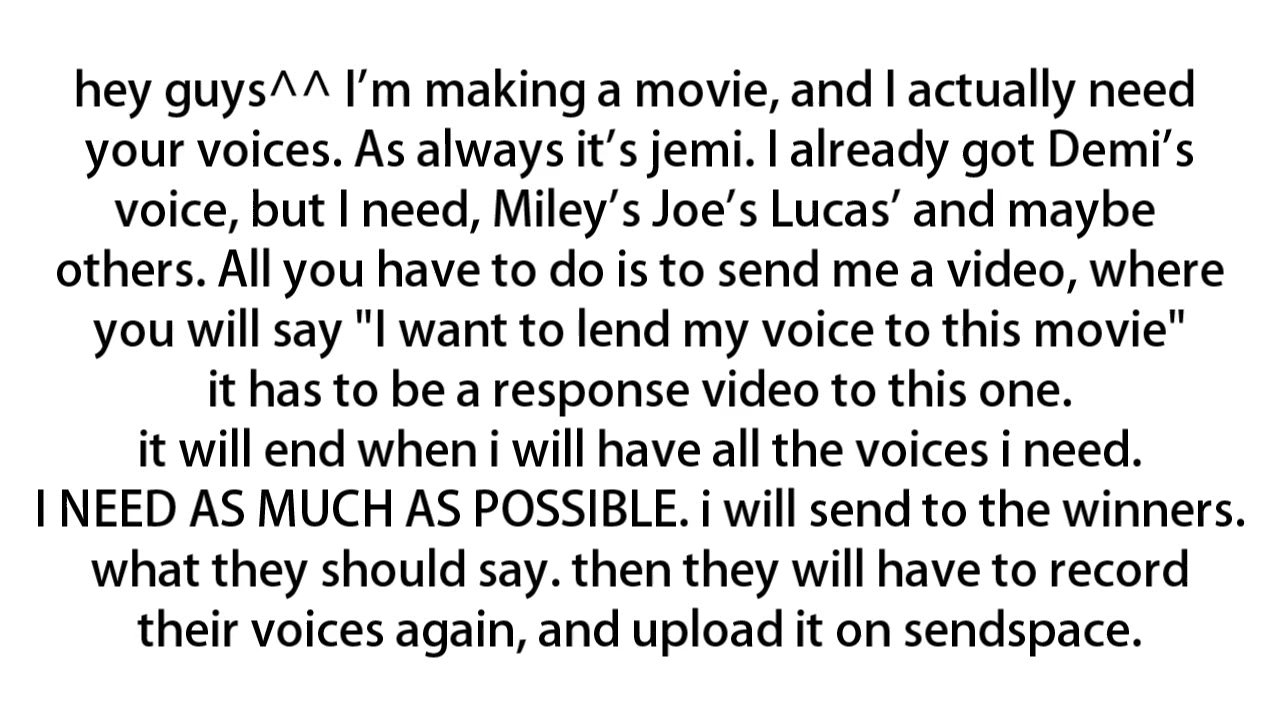 hey guys^^ I’m making a movie, and I actually need
your voices. As always it’s jemi. I already got Demi’s
voice, but I need, Miley’s Joe’s Lucas’ and maybe
others. All you have to do is to send me a video, where
you will say "I want to lend my voice to this movie"
it has to be a response video to this one.
it will end when i will have all the voices i need.
I NEED AS MUCH AS POSSIBLE. i will send to the winners.
what they should say. then they will have to record
their voices again, and upload it on sendspace.